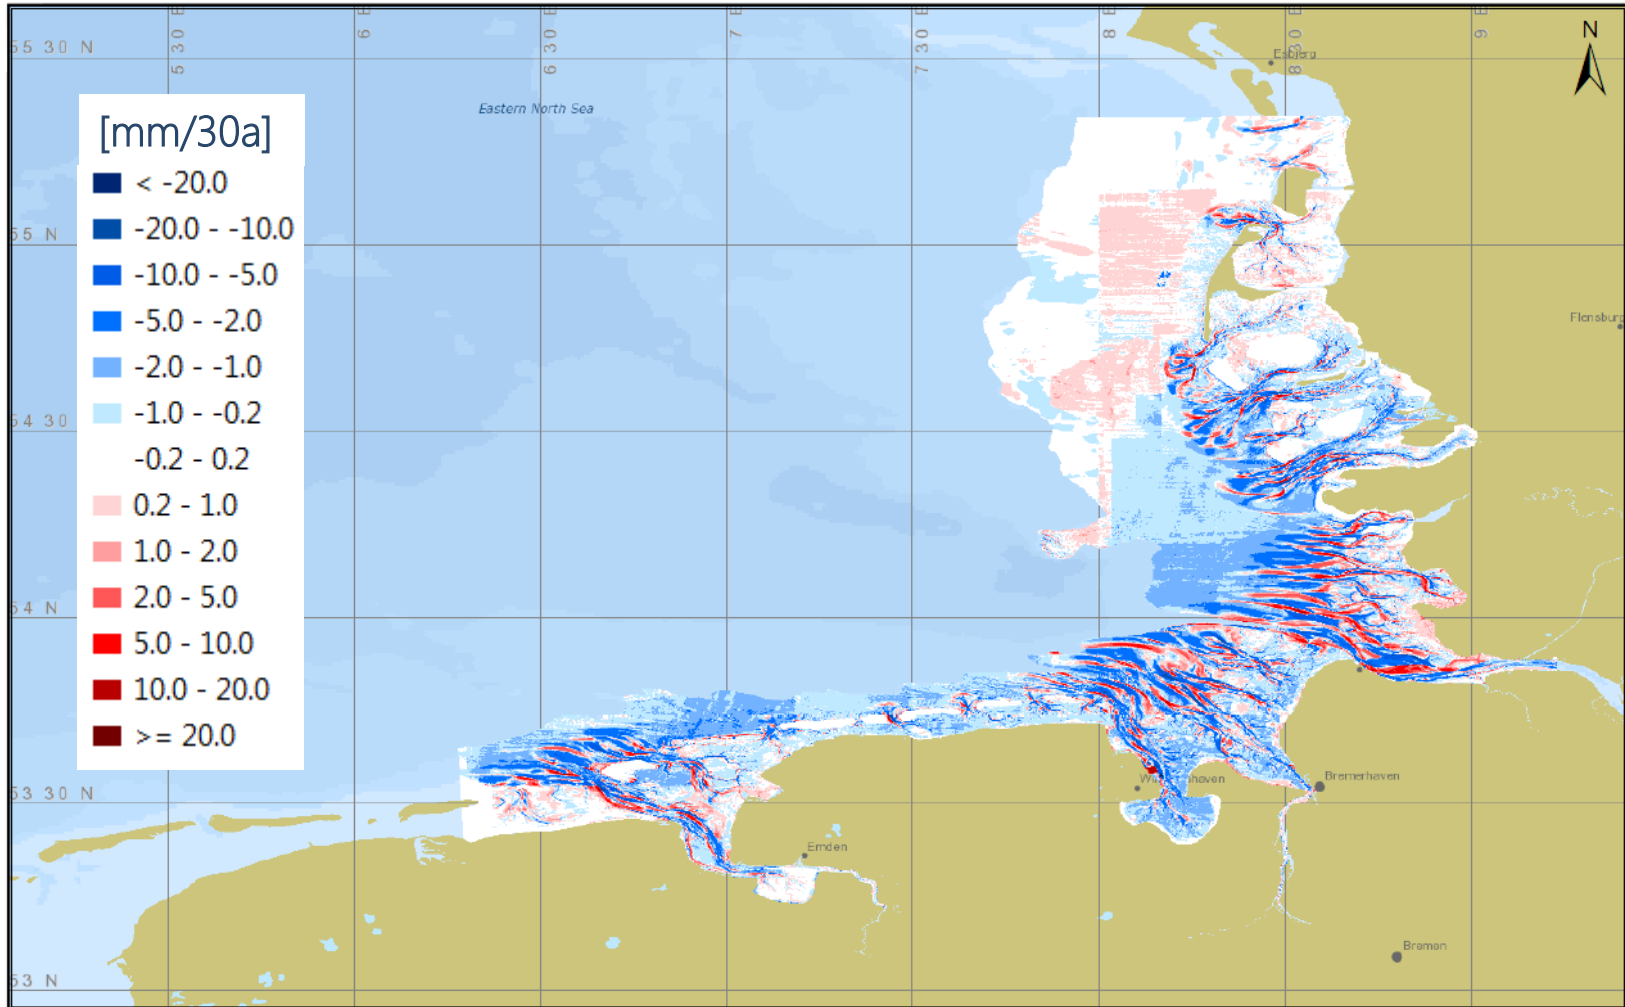 5 30 E
6 E
6 30 E
7 E
7 30 E
8 E
8 30 E
9 E
N
55 30 N
Esbjerg
Eastern North Sea
[mm/30a]
< -20.0
-20.0 - -10.0
-10.0 - -5.0
-5.0 - -2.0
-2.0 - -1.0
-1.0 - -0.2
-0.2 - 0.2
0.2 - 1.0
1.0 - 2.0
2.0 - 5.0
5.0 - 10.0
10.0 - 20.0
>= 20.0
55 N
Flensburg
54 30
54 N
Bremerhaven
53 30 N
Emden
Bremen
53 N